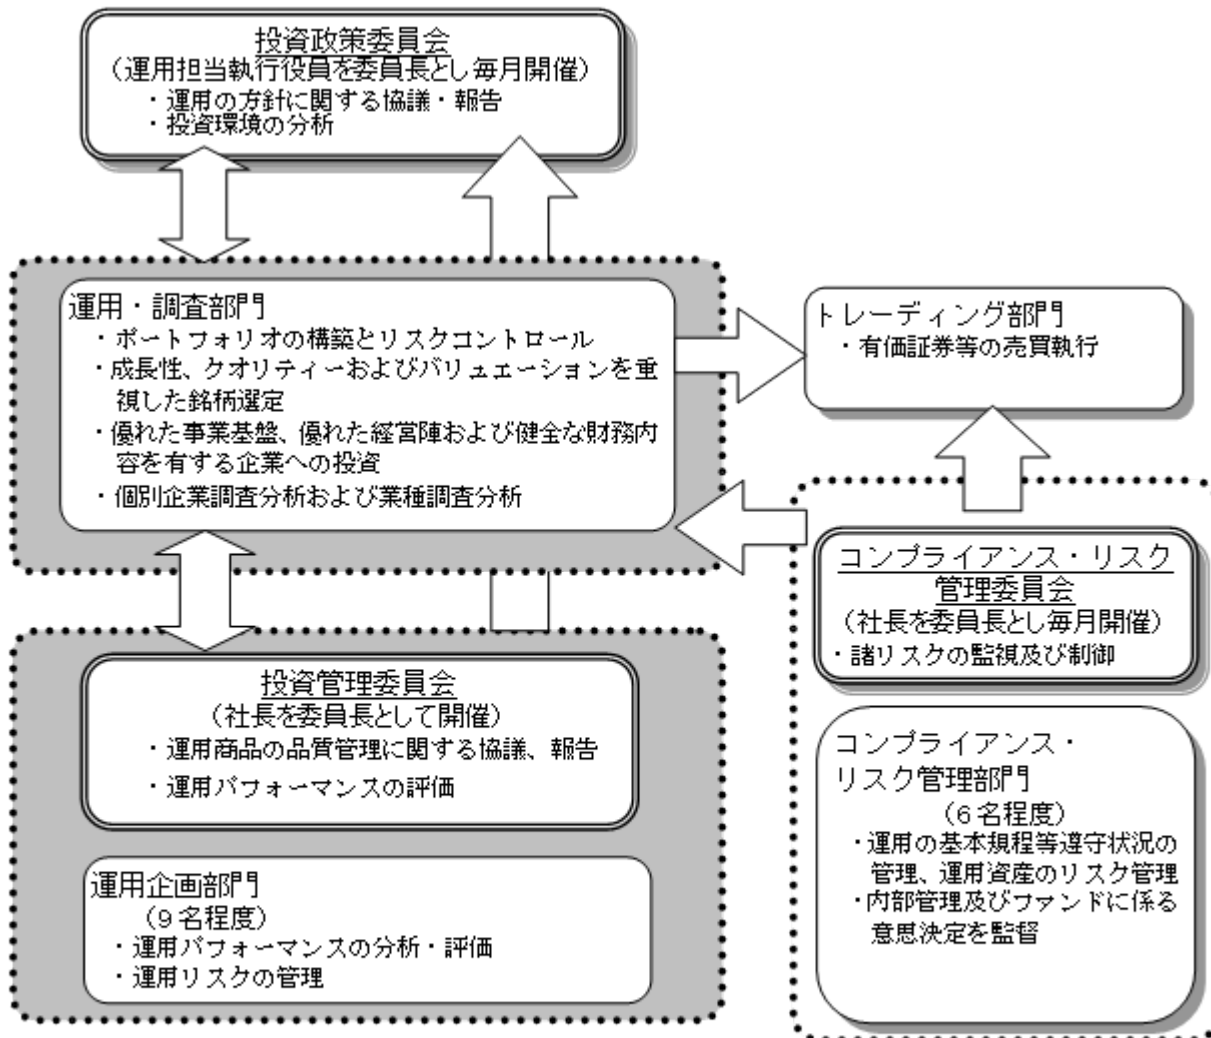 投資政策委員会
(運用担当執行役員を委員長とし毎月開催)
・運用の方針に関する協議・報告
・投資環境の分析
運用・調査部門
・ポートフォリオの構築とリスクコントロール
・成長性、クオリティーおよびバリュエーションを重
視した銘柄選定
・優れた事業基盤、優れた経営陣および健全な財務内
容を有する企業への投資
・個別企業調査分析および業種調査分析
トレーディング部門
・有価証券等の売買執行
コンプライアンス・リスク
管理委員会
(社長を委員長とし毎月開催)
・諸リスクの監視及び制御
投資管理委員会
(社長を委員長として開催)
・運用商品の品質管理に関する協議、報告
・運用パフォーマンスの評価
コンプライアンス・
リスク管理部門
(6名程度)
・運用の基本規程等遵守状況の
管理、運用資産のリスク管理
・内部管理及びファンドに係る
意思決定を監督
運用企画部門
(9名程度)
・運用パフォーマンスの分析・評価
・運用リスクの管理